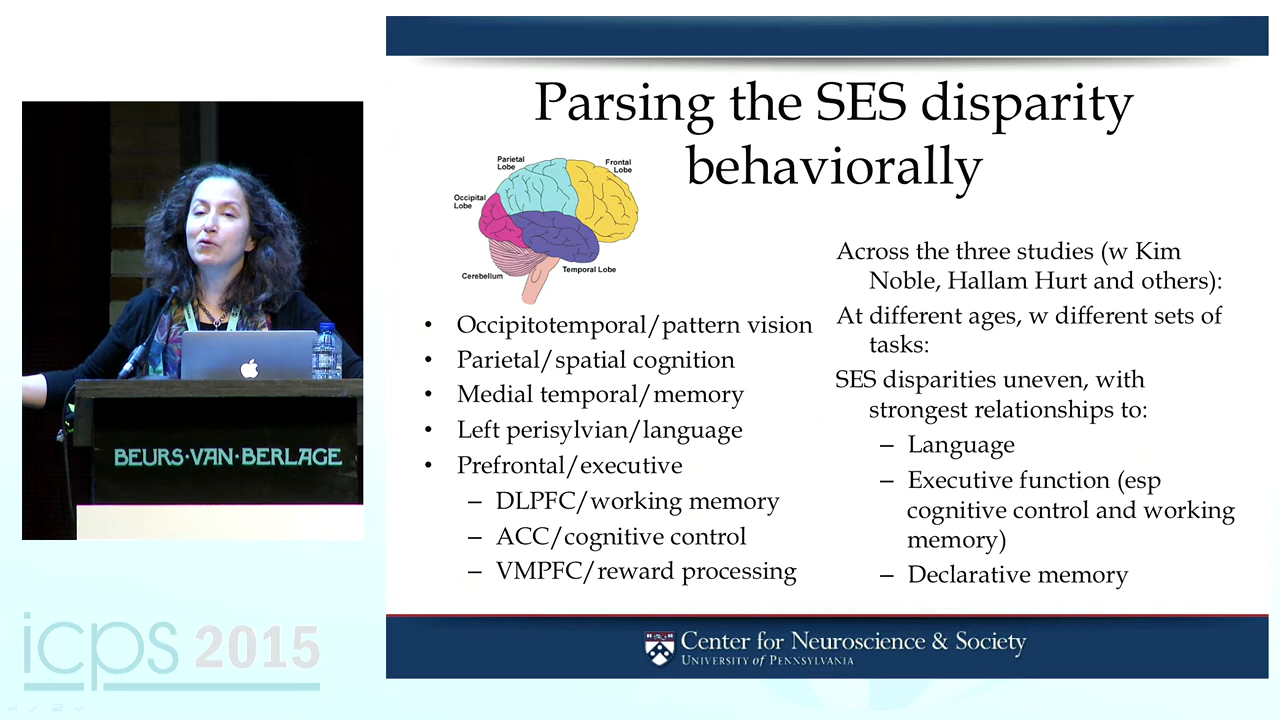 Parsing the SES disparity
behaviorally
Parietal
Lobe
Frontal
Lobe
Occipital
Lobe
Cerebellum
Temporal Lobe
• Occipitotemporal/pattern vision
• Parietal/spatial cognition
• Medial temporal/memory
• Left perisylvian/language
• Prefrontal/executive
– DLPFC/working memory
– ACC/cognitive control
– VMPFC/reward processing
Across the three studies (w Kim
Noble, Hallam Hurt and others):
At different ages, w different sets of
tasks:
SES disparities uneven, with
strongest relationships to:
– Language
– Executive function (esp
cognitive control and working
memory)
– Declarative memory
BEURS·VAN·BERLAGE
icps 2015
Center for Neuroscience & Society
UNIVERSITY of PENNSYLVANIA